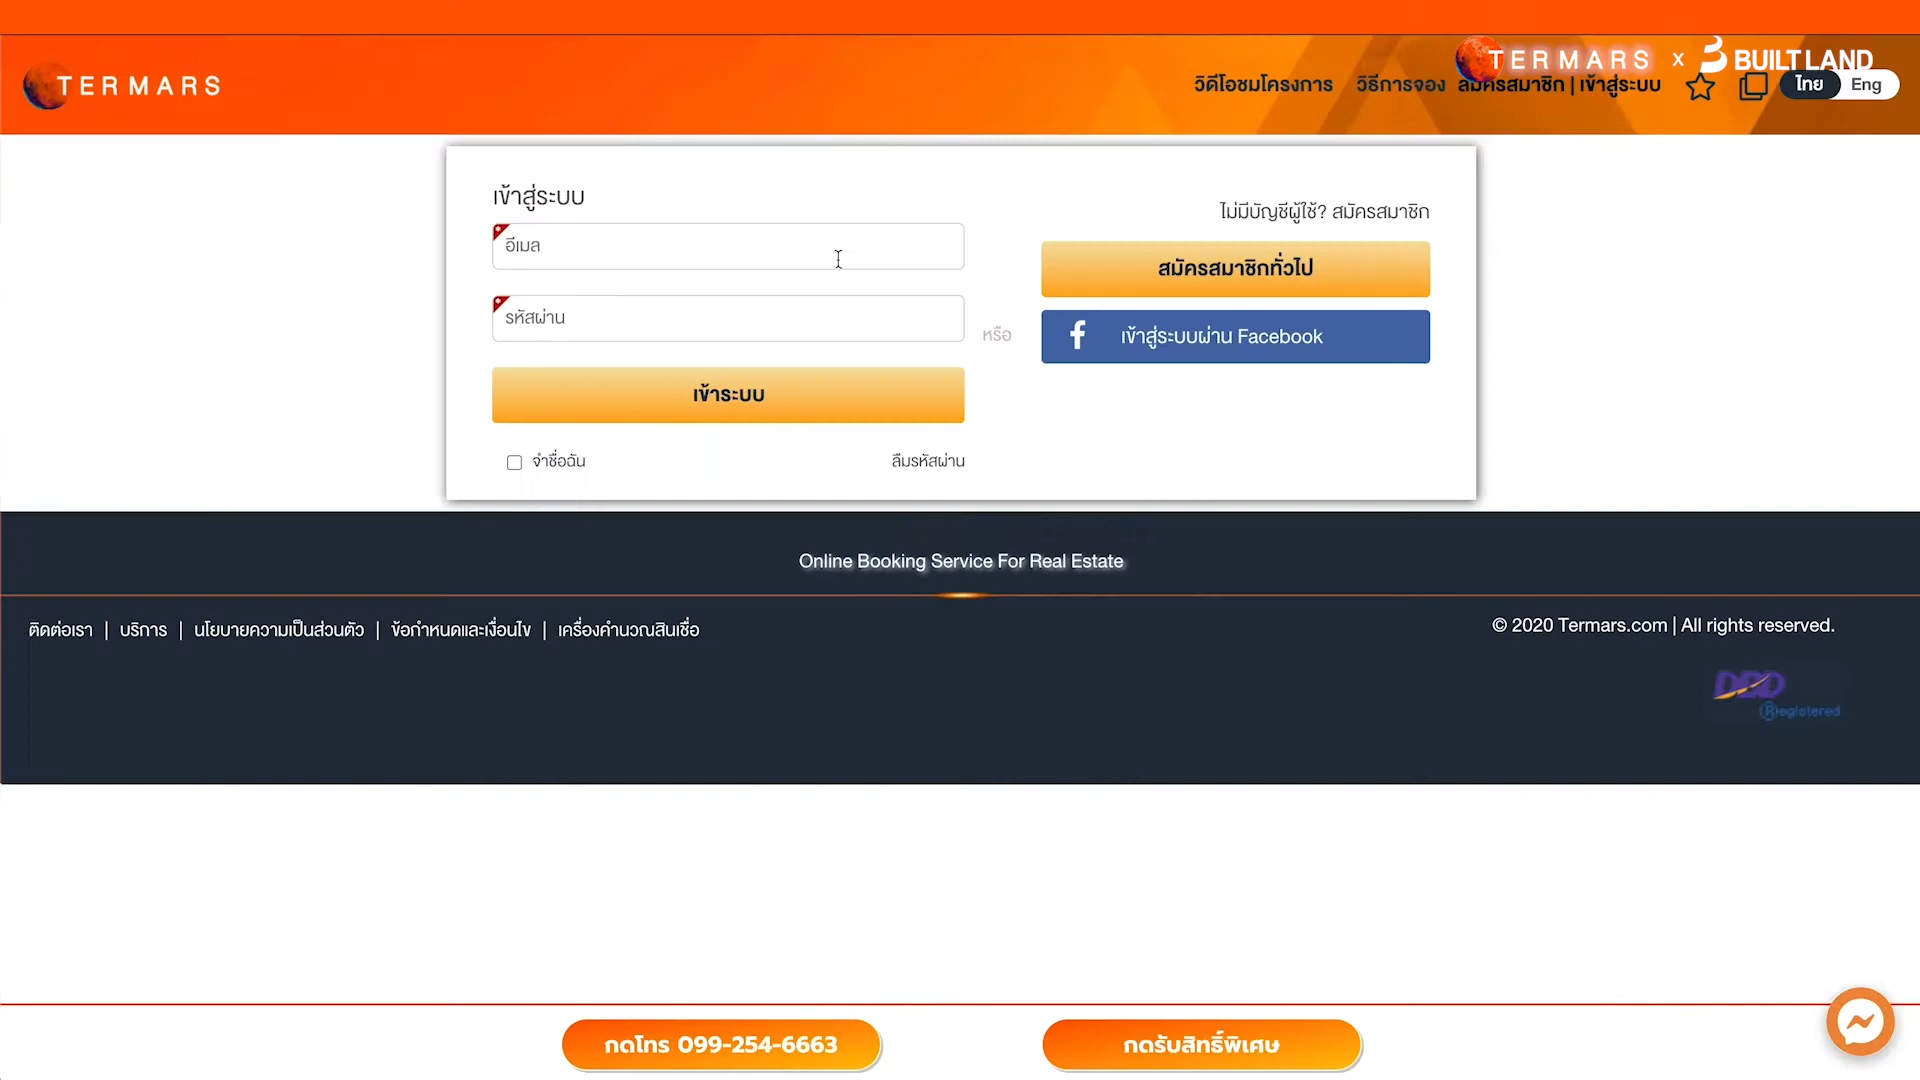 TERMARS
TERMARS x BUILTLAND
วิดีโอชมโครงการ วิธีการจอง สมัครสมาชิก | เข้าสู่ระบบ ไทย Eng
เข้าสู่ระบบ
ไม่มีบัญชีผู้ใช้? สมัครสมาชิก
อีเมล
สมัครสมาชิกทั่วไป
รหัสผ่าน
หรือ
เข้าสู่ระบบผ่าน Facebook
เข้าระบบ
จำชื่อฉัน
ลืมรหัสผ่าน
Online Booking Service For Real Estate
ติดต่อเรา | บริการ | นโยบายความเป็นส่วนตัว | ข้อกำหนดและเงื่อนไข | เครื่องคำนวณสินเชื่อ
© 2020 Termars.com | All rights reserved.
DBD
Registered
กดโทร 099-254-6663
กดรับสิทธิ์พิเศษ